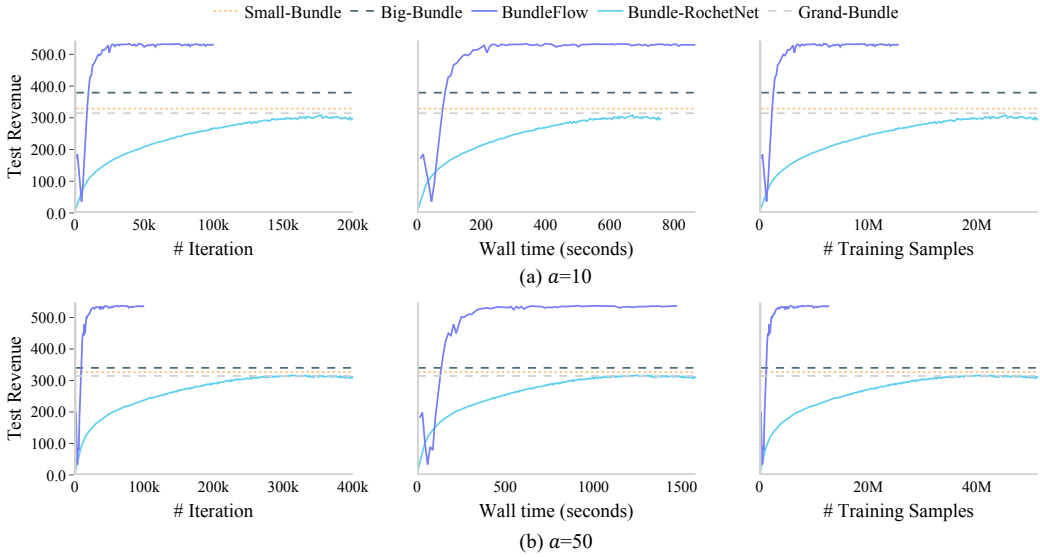 Small-Bundle Big-Bundle BundleFlow Bundle-RochetNet Grand-Bundle
Test Revenue
500.0
400.0
300.0
200.0
100.0
0.0
0 50k 100k 150k 200k
# Iteration
0 200 400 600 800
Wall time (seconds)
0 10M 20M
# Training Samples
(a) a=10
Test Revenue
500.0
400.0
300.0
200.0
100.0
0.0
0 100k 200k 300k 400k
# Iteration
0 500 1000 1500
Wall time (seconds)
0 20M 40M
# Training Samples
(b) a=50